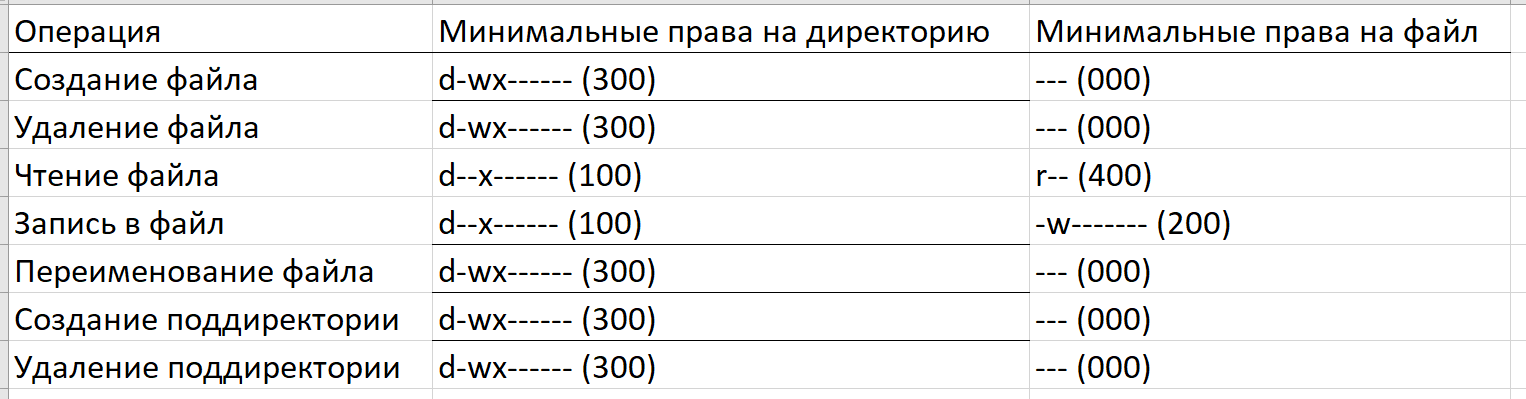 Операция Минимальные права на директорию Минимальные права на файл
Создание файла d-wx------ (300) --- (000)
Удаление файла d-wx------ (300) --- (000)
Чтение файла d--x------ (100) r-- (400)
Запись в файл d--x------ (100) -w------- (200)
Переименование файла d-wx------ (300) --- (000)
Создание поддиректории d-wx------ (300) --- (000)
Удаление поддиректории d-wx------ (300) --- (000)